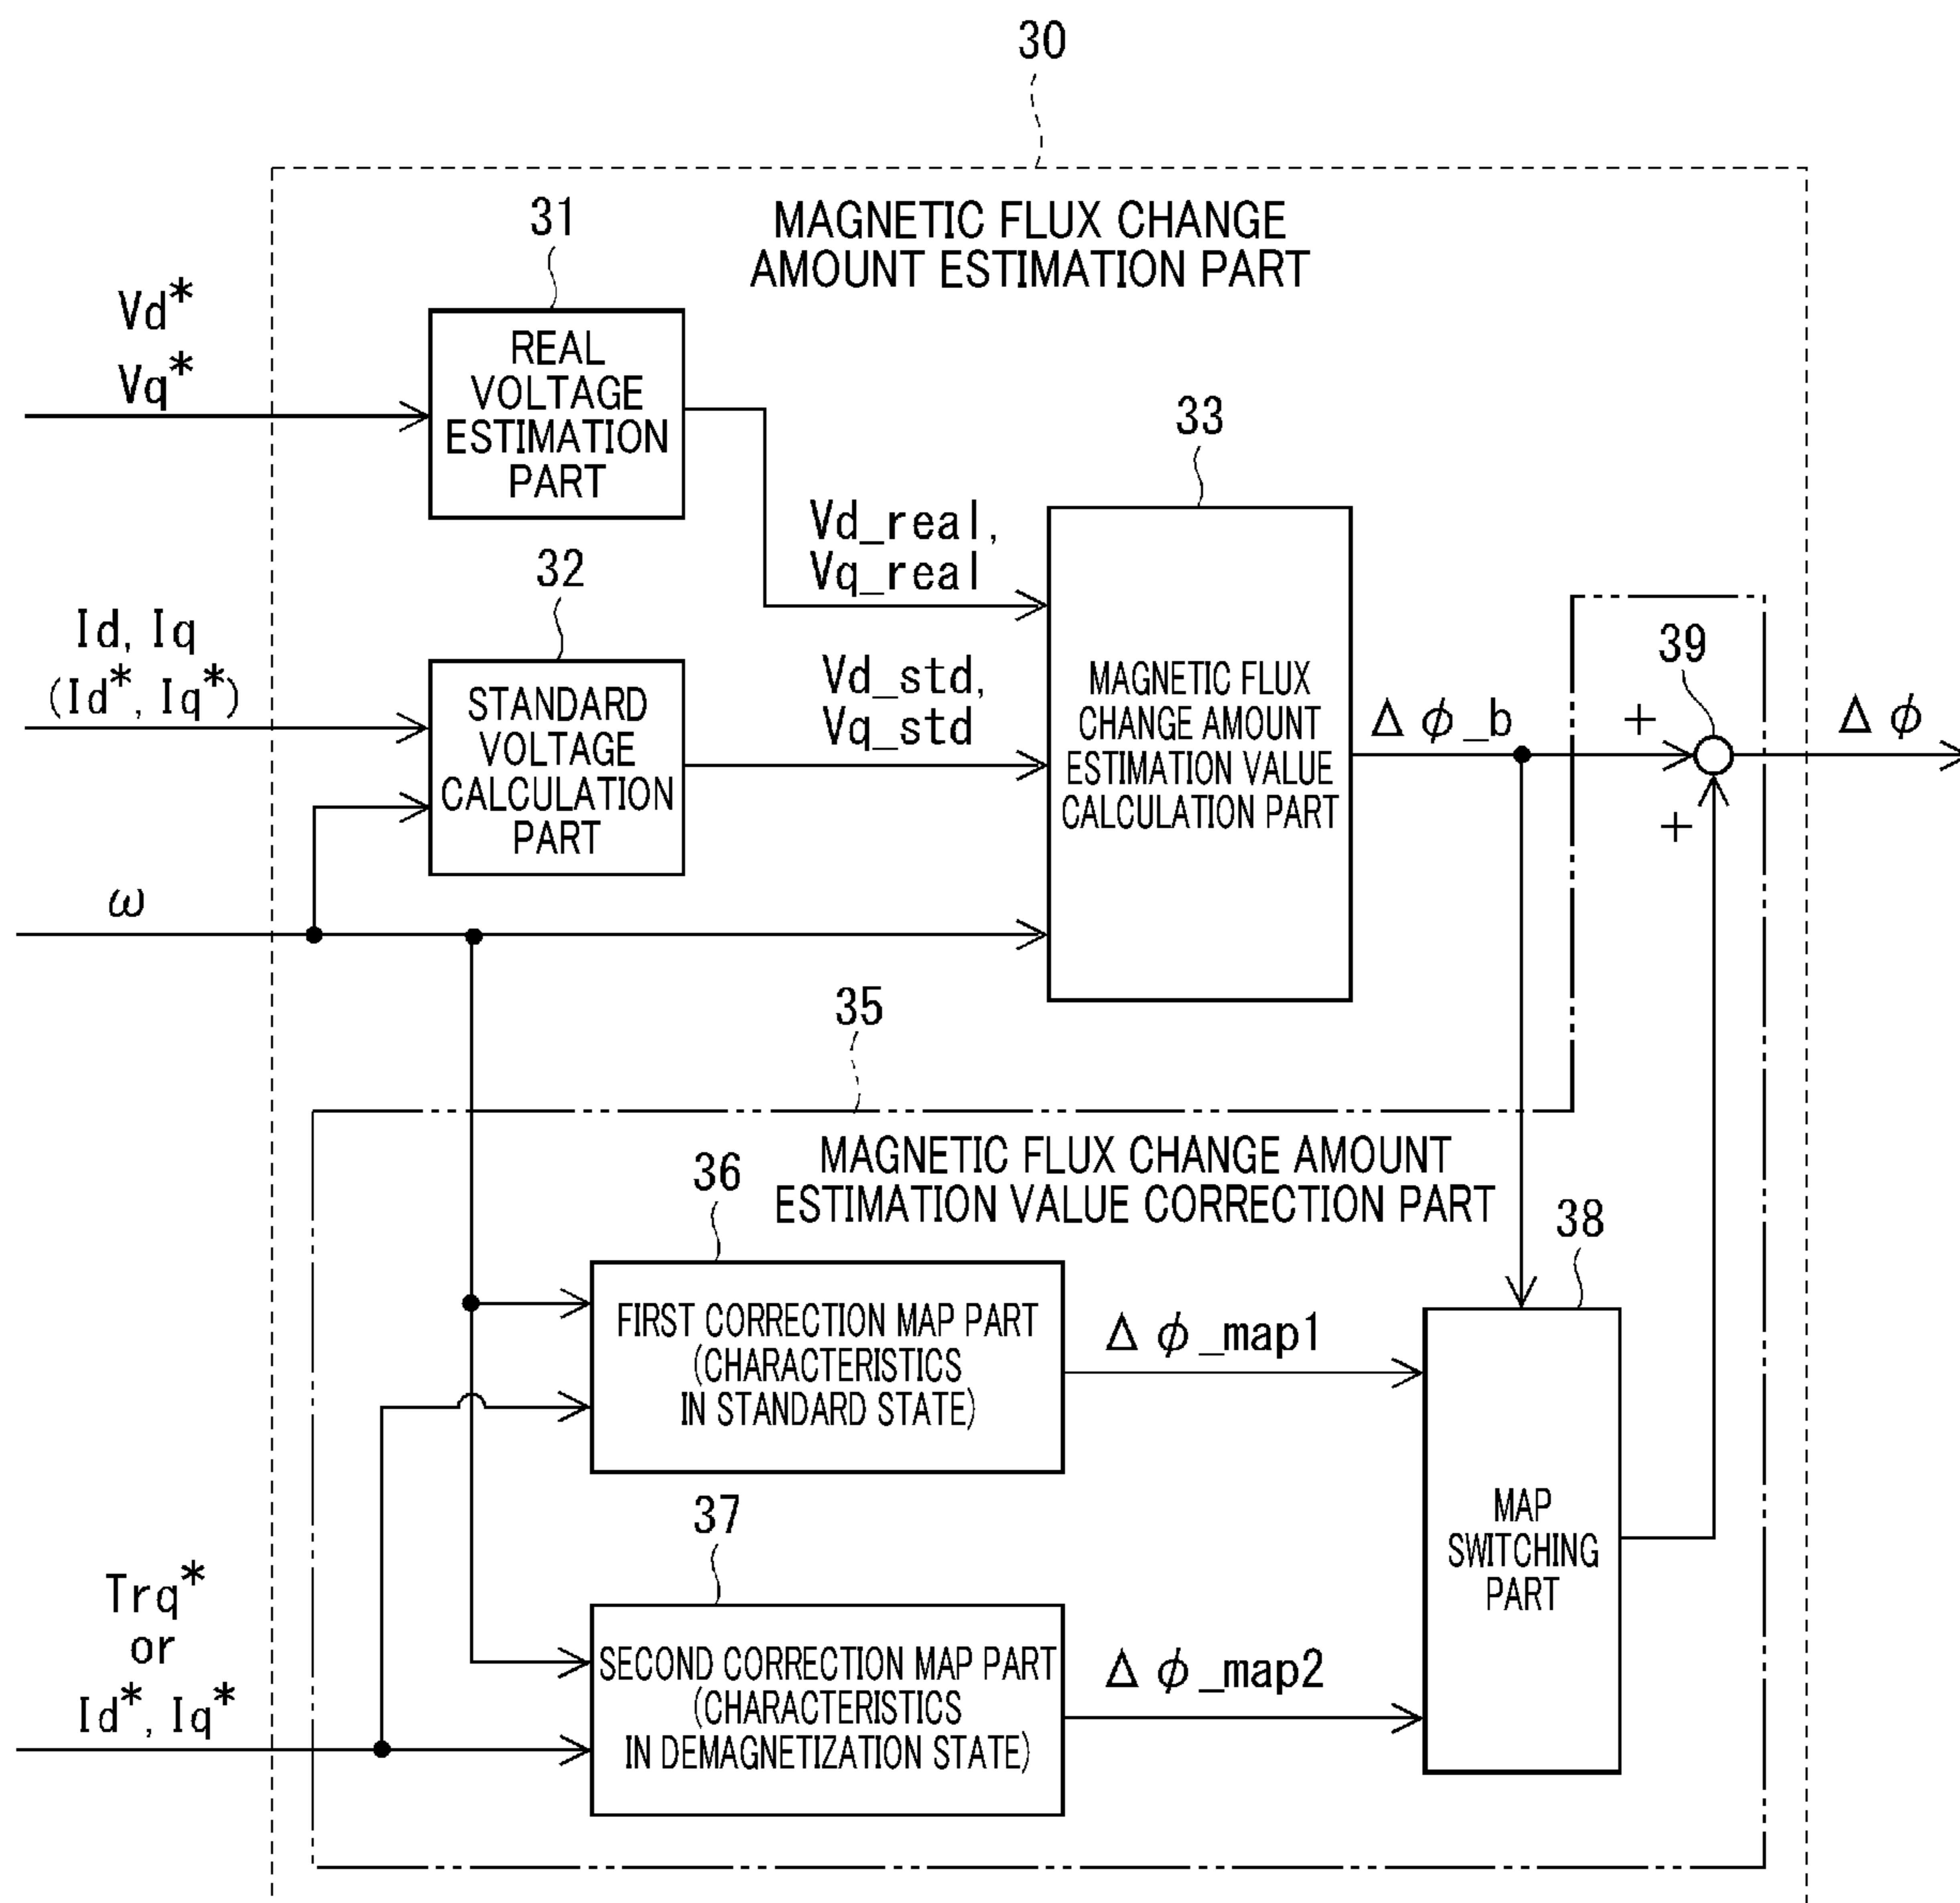 30
MAGNETIC FLUX CHANGE
AMOUNT ESTIMATION PART
31
Vd*
Vq*
REAL
VOLTAGE
ESTIMATION
PART
33
Vd_real,
Vq_real
32
Id, Iq
(Id*, Iq*)
STANDARD
VOLTAGE
CALCULATION
PART
Vd_std,
Vq_std
MAGNETIC FLUX
CHANGE AMOUNT
ESTIMATION VALUE
CALCULATION PART
Δφ_b
+
39
Δφ
+
ω
35
MAGNETIC FLUX CHANGE AMOUNT
ESTIMATION VALUE CORRECTION PART
36
38
FIRST CORRECTION MAP PART
(CHARACTERISTICS
IN STANDARD STATE)
Δφ_map1
MAP
SWITCHING
PART
37
Trq*
or
Id*, Iq*
SECOND CORRECTION MAP PART
(CHARACTERISTICS
IN DEMAGNETIZATION STATE)
Δφ_map2